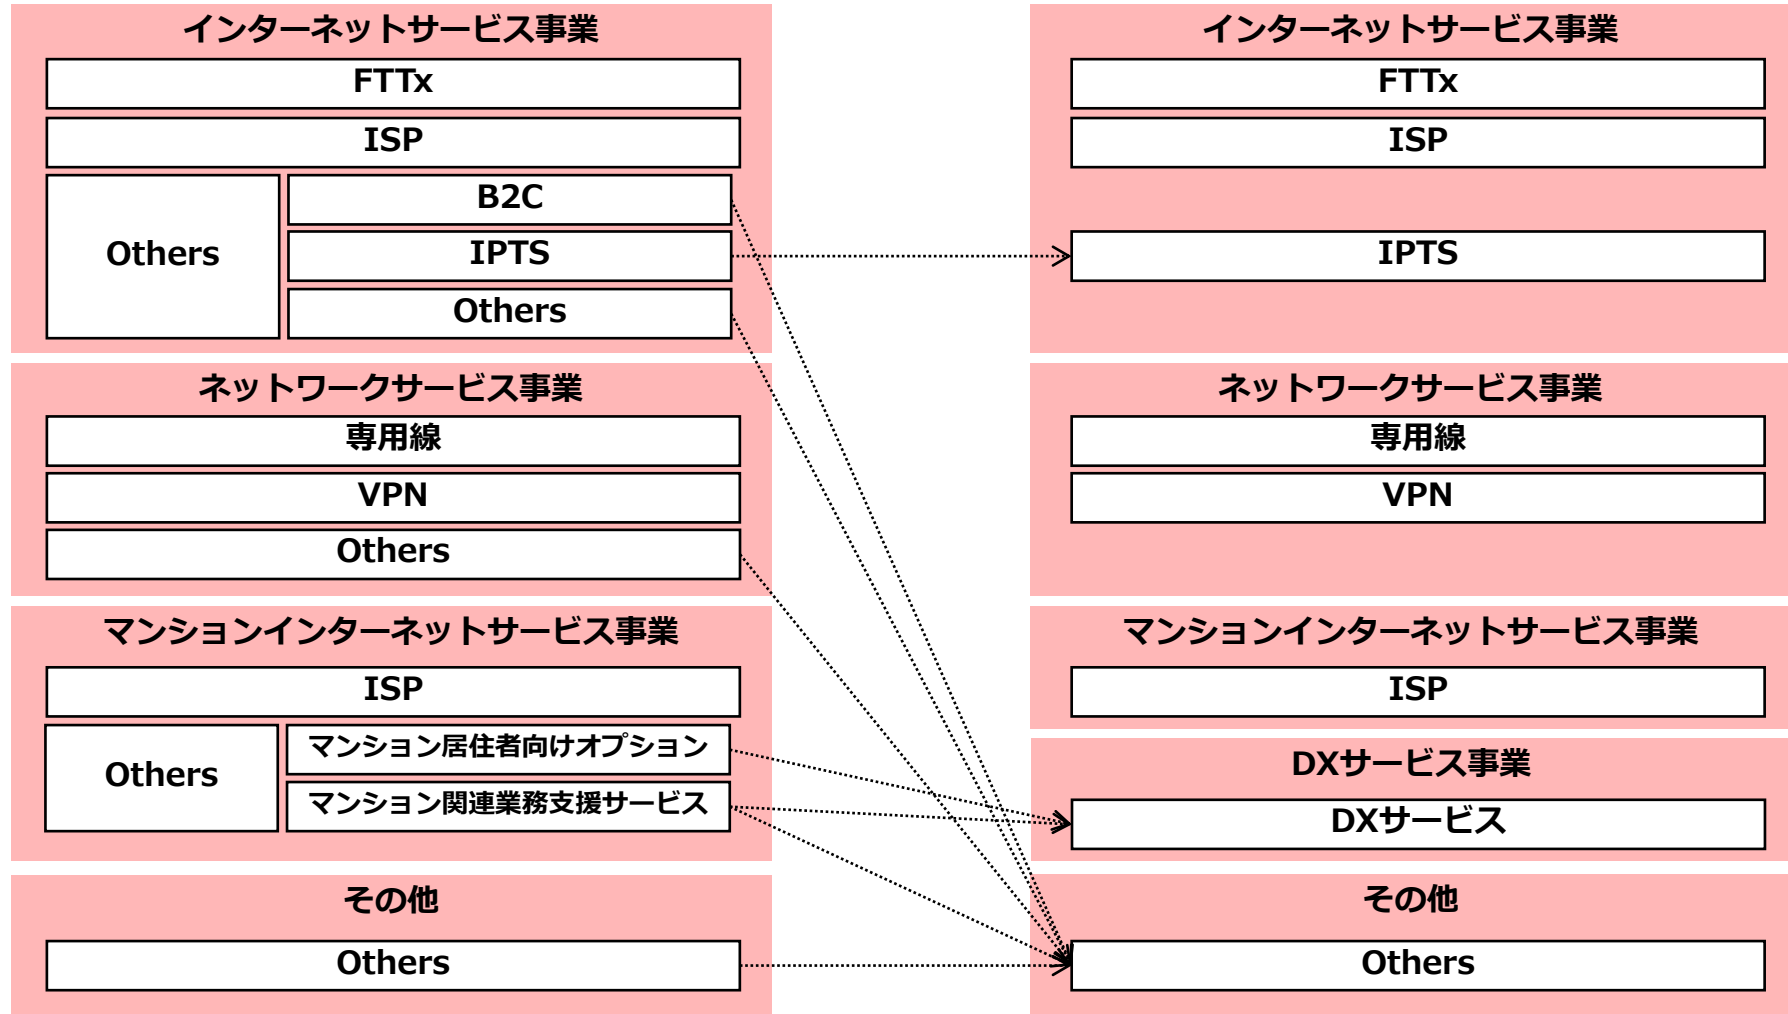 インターネットサービス事業
FTTx
ISP
Others
B2C
IPTS
Others
ネットワークサービス事業
専用線
VPN
Others
マンションインターネットサービス事業
ISP
Others
マンション居住者向けオプション
マンション関連業務支援サービス
その他
Others
インターネットサービス事業
FTTx
ISP
IPTS
ネットワークサービス事業
専用線
VPN
マンションインターネットサービス事業
ISP
DXサービス事業
DXサービス
その他
Others